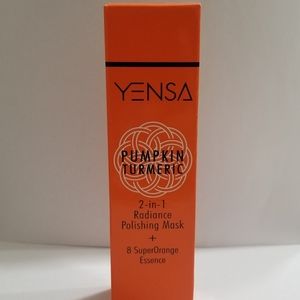 YENSA
PUMPKIN
TURMERIC
2-in-1
Radiance
Polishing Mask
+
8 SuperOrange
Essence